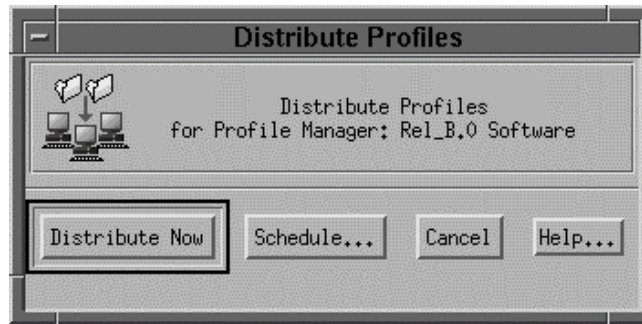 Distribute Profiles
Distribute Profiles
for Profile Manager: Rel_B.0 Software
Distribute Now
Schedule...
Cancel
Help...